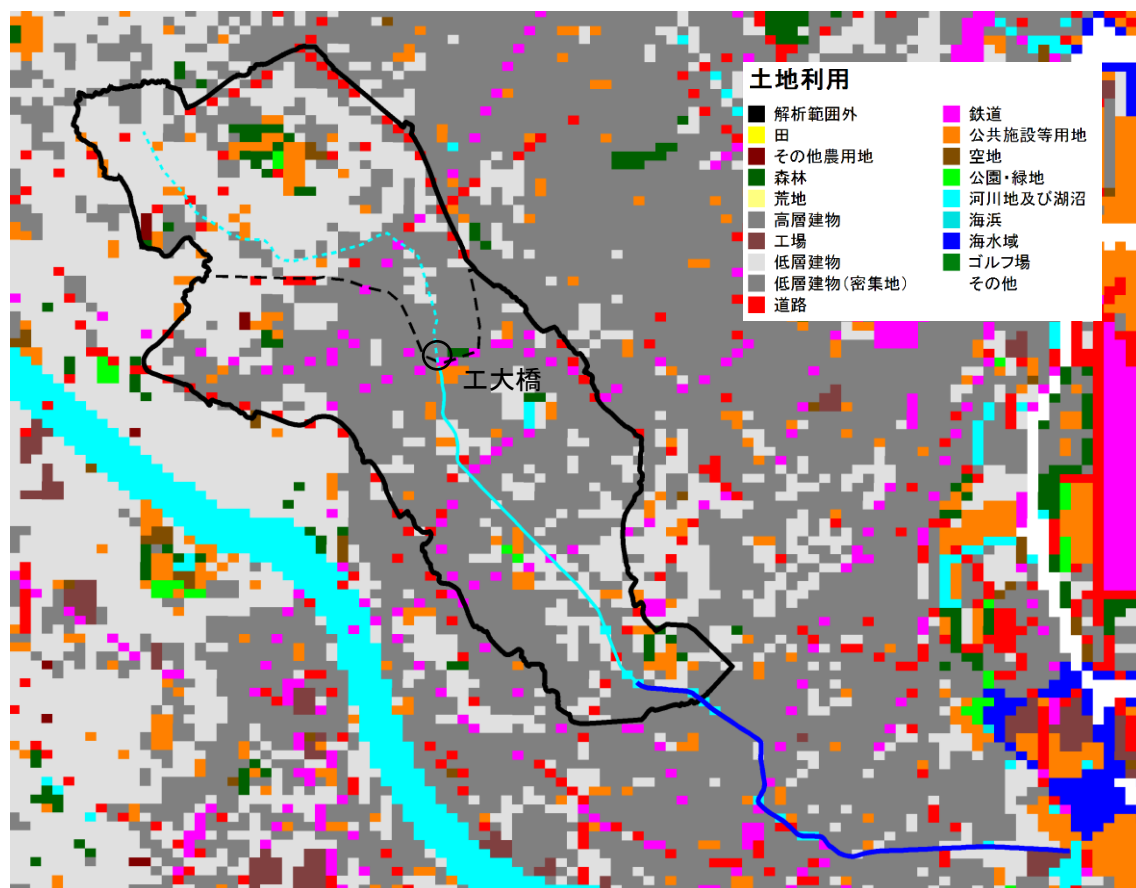 土地利用
解析範囲外
田
その他農用地
森林
荒地
高層建物
工場
低層建物
低層建物(密集地)
道路
鉄道
公共施設等用地
空地
公園・緑地
河川地及び湖沼
海浜
海水域
ゴルフ場
その他
工大橋